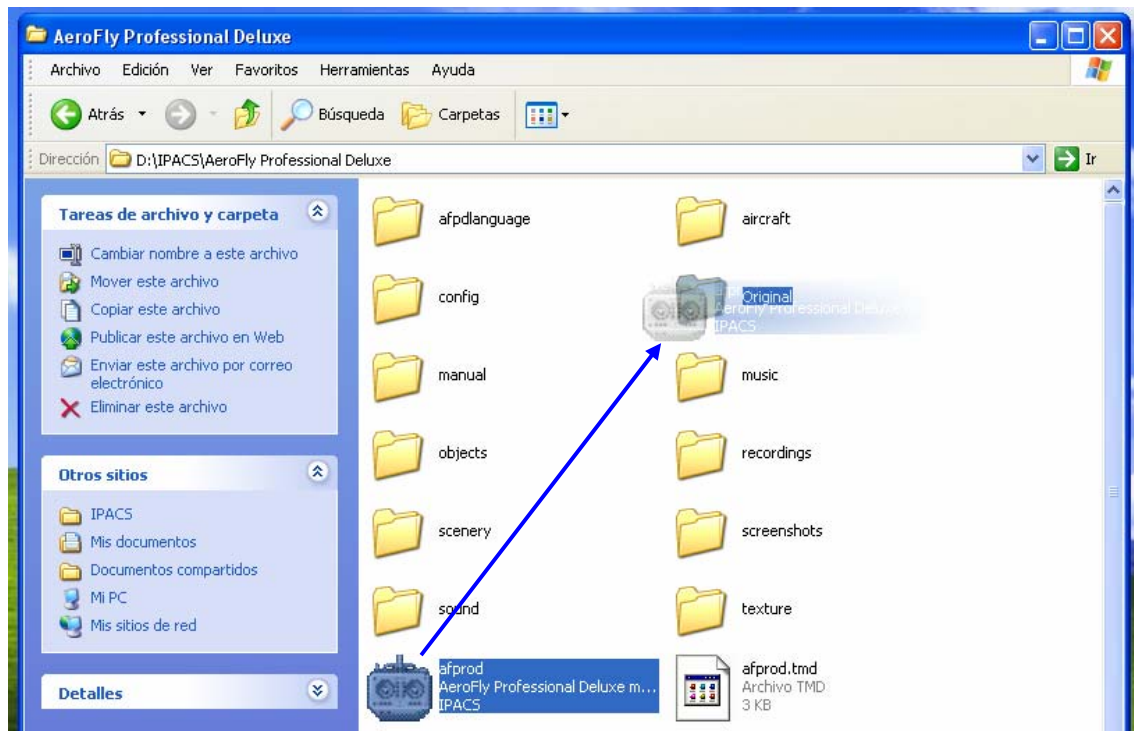 AeroFly Professional Deluxe
Archivo Edición Ver Favoritos Herramientas Ayuda
Atrás Búsqueda Carpetas
Dirección D:\IPACS\AeroFly Professional Deluxe Ir
Tareas de archivo y carpeta
Cambiar nombre a este archivo
Mover este archivo
Copiar este archivo
Publicar este archivo en Web
Enviar este archivo por correo
electrónico
Eliminar este archivo
Otros sitios
IPACS
Mis documentos
Documentos compartidos
Mi PC
Mis sitios de red
Detalles
afpdlanguage
aircraft
config
Original
AeroFly Professional Deluxe
IPACS
manual
music
objects
recordings
scenery
screenshots
sound
texture
afprod
AeroFly Professional Deluxe m...
IPACS
afprod.tmd
Archivo TMD
3 KB